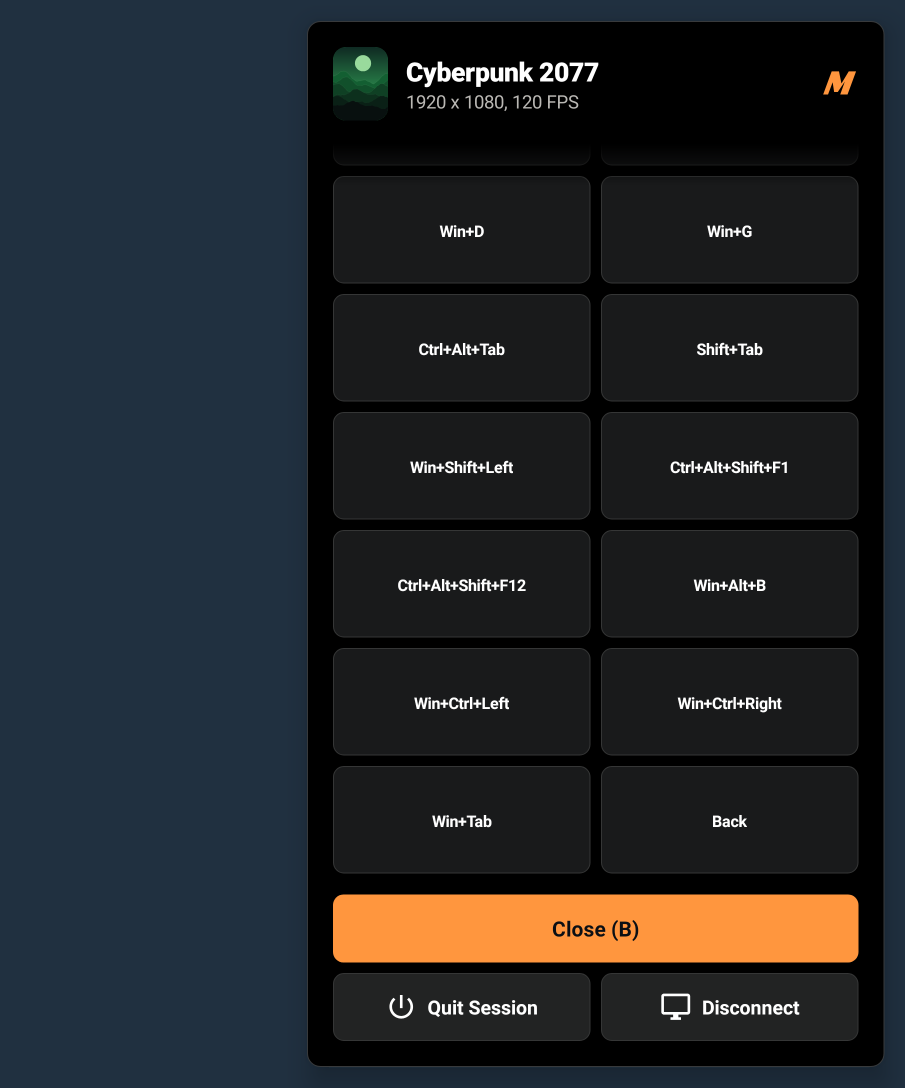 Cyberpunk 2077
1920 x 1080, 120 FPS
M
Win+D
Win+G
Ctrl+Alt+Tab
Shift+Tab
Win+Shift+Left
Ctrl+Alt+Shift+F1
Ctrl+Alt+Shift+F12
Win+Alt+B
Win+Ctrl+Left
Win+Ctrl+Right
Win+Tab
Back
Close (B)
Quit Session
Disconnect